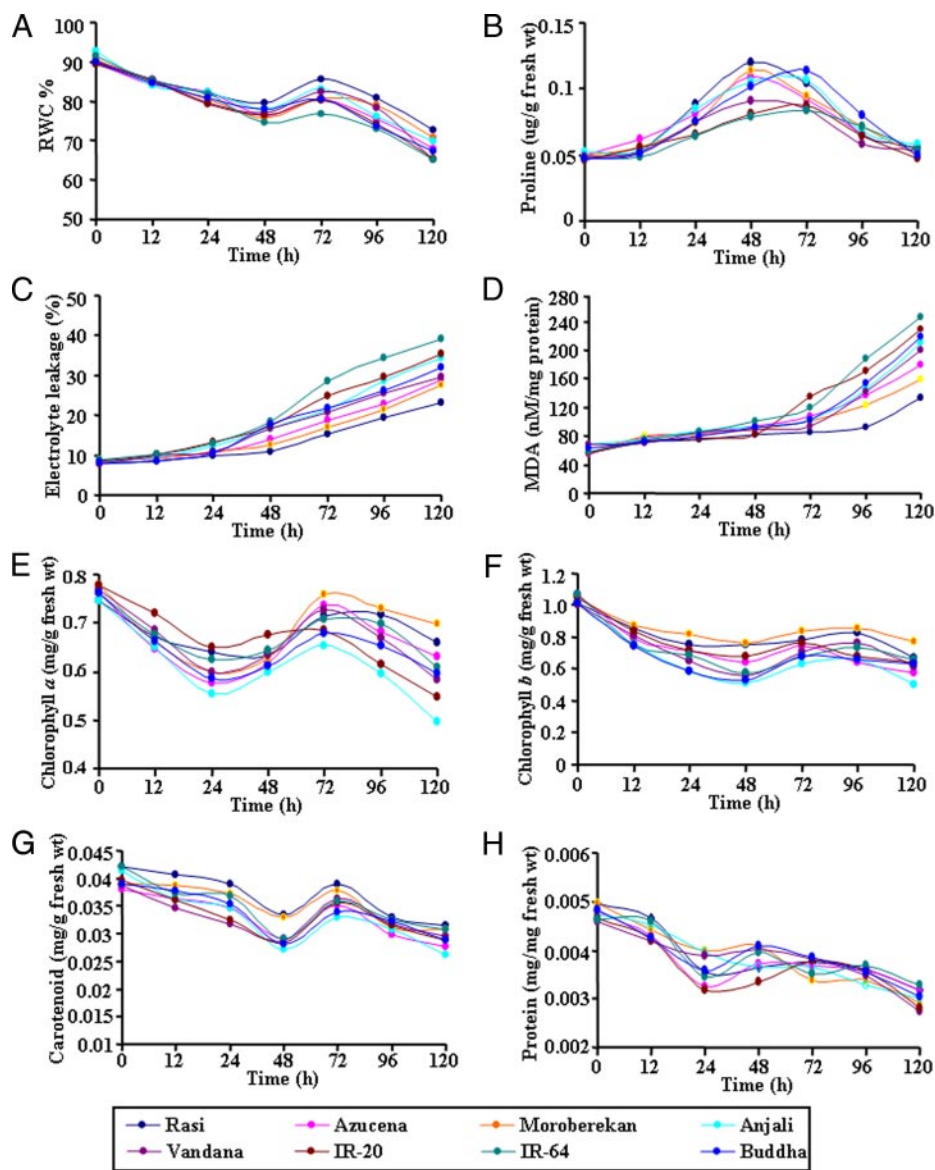 A
100
90
80
70
60
50
RWC %
0 12 24 48 72 96 120
Time (h)
B
0.15
0.1
0.05
0
Proline (ug/g fresh wt)
0 12 24 48 72 96 120
Time (h)
C
50
40
30
20
10
0
Electrolyte leakage (%)
0 12 24 48 72 96 120
Time (h)
D
280
240
200
160
120
80
40
0
MDA (nM/mg protein)
0 12 24 48 72 96 120
Time (h)
E
0.8
0.7
0.6
0.5
0.4
Chlorophyll a (mg/g fresh wt)
0 12 24 48 72 96 120
Time (h)
F
1.2
1.0
0.8
0.6
0.4
0.2
0
Chlorophyll b (mg/g fresh wt)
0 12 24 48 72 96 120
Time (h)
G
0.045
0.04
0.035
0.03
0.025
0.02
0.015
0.01
Carotenoid (mg/g fresh wt)
0 12 24 48 72 96 120
Time (h)
H
0.006
0.005
0.004
0.003
0.002
Protein (mg/mg fresh wt)
0 12 24 48 72 96 120
Time (h)
Rasi Azucena Moroberekan Anjali
Vandana IR-20 IR-64 Buddha